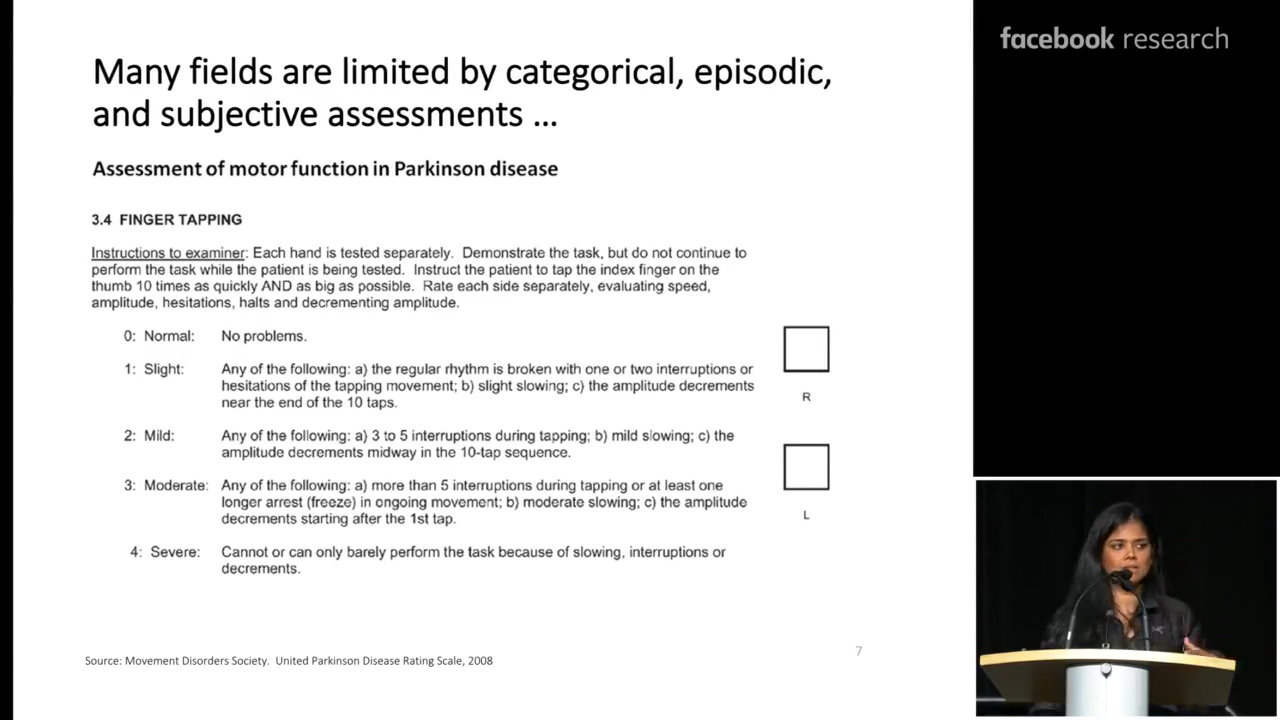 facebook research
Many fields are limited by categorical, episodic,
and subjective assessments ...
Assessment of motor function in Parkinson disease
3.4 FINGER TAPPING
Instructions to examiner: Each hand is tested separately. Demonstrate the task, but do not continue to
perform the task while the patient is being tested. Instruct the patient to tap the index finger on the
thumb 10 times as quickly AND as big as possible. Rate each side separately, evaluating speed,
amplitude, hesitations, halts and decrementing amplitude.
0: Normal: No problems.
1: Slight: Any of the following: a) the regular rhythm is broken with one or two interruptions or
hesitations of the tapping movement; b) slight slowing; c) the amplitude decrements
near the end of the 10 taps.
R
2: Mild: Any of the following: a) 3 to 5 interruptions during tapping; b) mild slowing; c) the
amplitude decrements midway in the 10-tap sequence.
3: Moderate: Any of the following: a) more than 5 interruptions during tapping or at least one
longer arrest (freeze) in ongoing movement; b) moderate slowing; c) the amplitude
decrements starting after the 1st tap.
L
4: Severe: Cannot or can only barely perform the task because of slowing, interruptions or
decrements.
Source: Movement Disorders Society. United Parkinson Disease Rating Scale, 2008
7